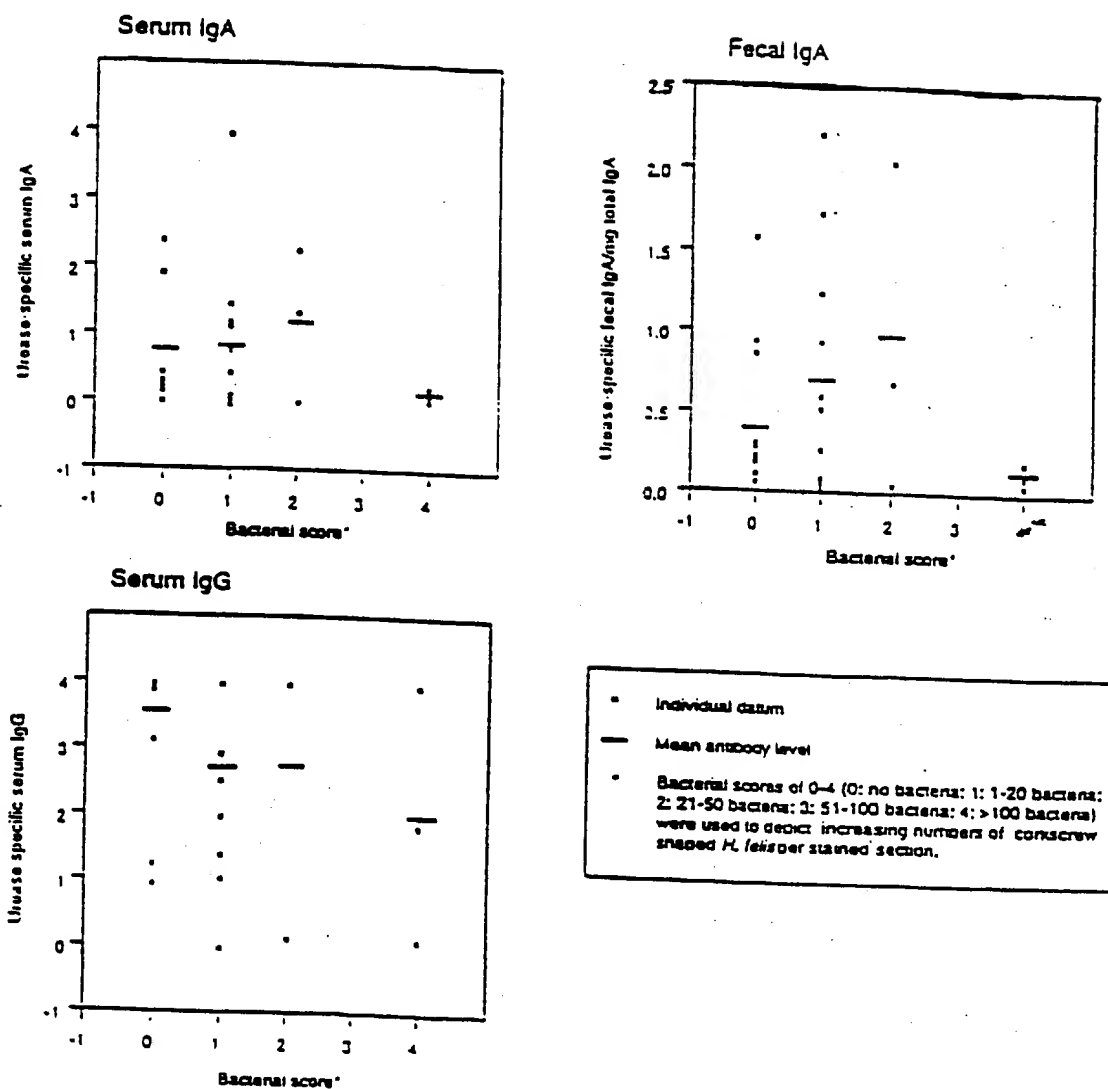 Serum IgA
Urease-specific serum IgA
4
3
2
1
0
-1
-1 0 1 2 3 4
Bacterial score*
Fecal IgA
Urease-specific fecal IgA/mg total IgA
2.5
2.0
1.5
1.0
0.5
0.0
-1 0 1 2 3 4
Bacterial score*
Serum IgG
Urease specific serum IgG
4
3
2
1
0
-1
-1 0 1 2 3 4
Bacterial score*
Individual datum
Mean antibody level
Bacterial scores of 0-4 (0: no bacteria; 1: 1-20 bacteria;
2: 21-50 bacteria; 3: 51-100 bacteria; 4: >100 bacteria)
were used to depict increasing numbers of corkscrew
shaped H. felis per stained section.